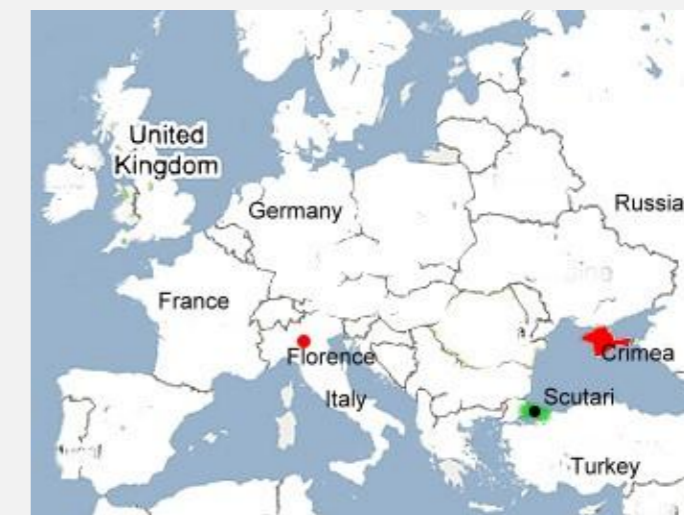 United
Kingdom
Germany
Russia
France
Florence
Crimea
Italy
Scutari
Turkey